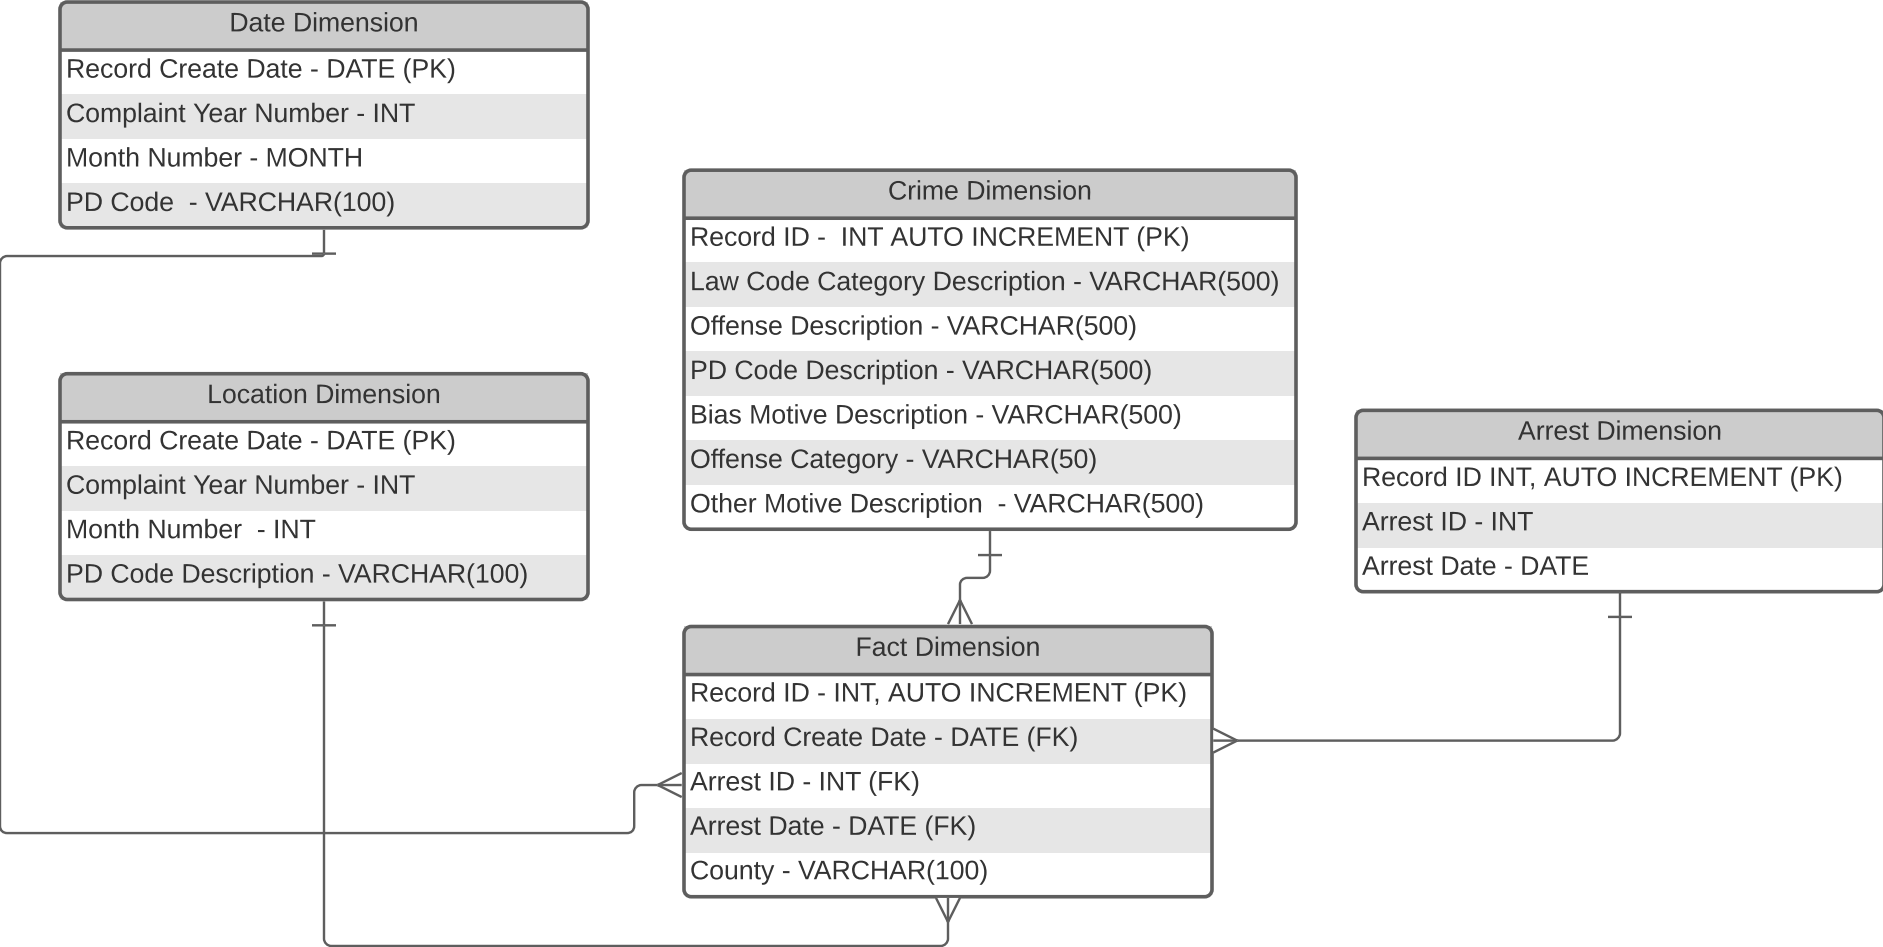 Date Dimension
Record Create Date - DATE (PK)
Complaint Year Number - INT
Month Number - MONTH
PD Code  - VARCHAR(100)
Location Dimension
Record Create Date - DATE (PK)
Complaint Year Number - INT
Month Number  - INT
PD Code Description - VARCHAR(100)
Crime Dimension
Record ID -  INT AUTO INCREMENT (PK)
Law Code Category Description - VARCHAR(500)
Offense Description - VARCHAR(500)
PD Code Description - VARCHAR(500)
Bias Motive Description - VARCHAR(500)
Offense Category - VARCHAR(50)
Other Motive Description  - VARCHAR(500)
Arrest Dimension
Record ID INT, AUTO INCREMENT (PK)
Arrest ID - INT
Arrest Date - DATE
Fact Dimension
Record ID - INT, AUTO INCREMENT (PK)
Record Create Date - DATE (FK)
Arrest ID - INT (FK)
Arrest Date - DATE (FK)
County - VARCHAR(100)